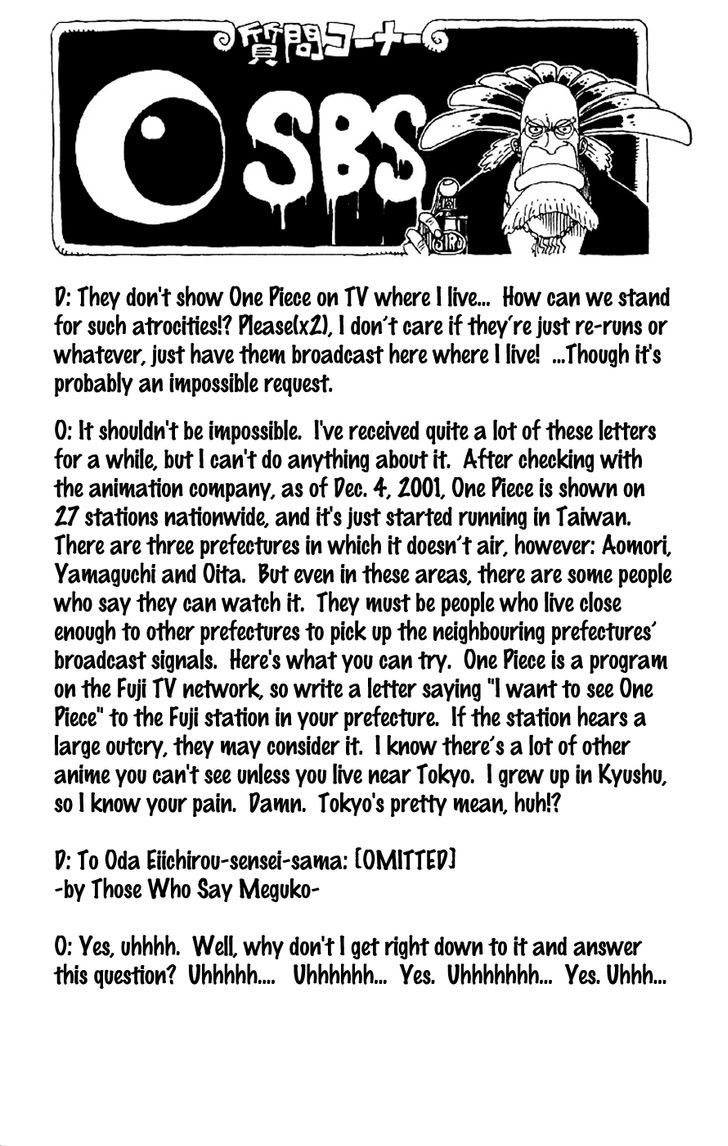 質問コーナー
SBS
D: They don't show One Piece on TV where I live... How can we stand
for such atrocities!? Please(x2), I don't care if they're just re-runs or
whatever, just have them broadcast here where I live! ...Though it's
probably an impossible request.
O: It shouldn't be impossible. I've received quite a lot of these letters
for a while, but I can't do anything about it. After checking with
the animation company, as of Dec. 4, 2001, One Piece is shown on
27 stations nationwide, and it's just started running in Taiwan.
There are three prefectures in which it doesn't air, however: Aomori,
Yamaguchi and Oita. But even in these areas, there are some people
who say they can watch it. They must be people who live close
enough to other prefectures to pick up the neighbouring prefectures'
broadcast signals. Here's what you can try. One Piece is a program
on the Fuji TV network, so write a letter saying "I want to see One
Piece" to the Fuji station in your prefecture. If the station hears a
large outcry, they may consider it. I know there's a lot of other
anime you can't see unless you live near Tokyo. I grew up in Kyushu,
so I know your pain. Damn. Tokyo's pretty mean, huh!?
D: To Oda Eiichirou-sensei-sama: [OMITTED]
-by Those Who Say Meguko-
O: Yes, uhhhh. Well, why don't I get right down to it and answer
this question? Uhhhhh.... Uhhhhhh... Yes. Uhhhhhhh... Yes. Uhhh...